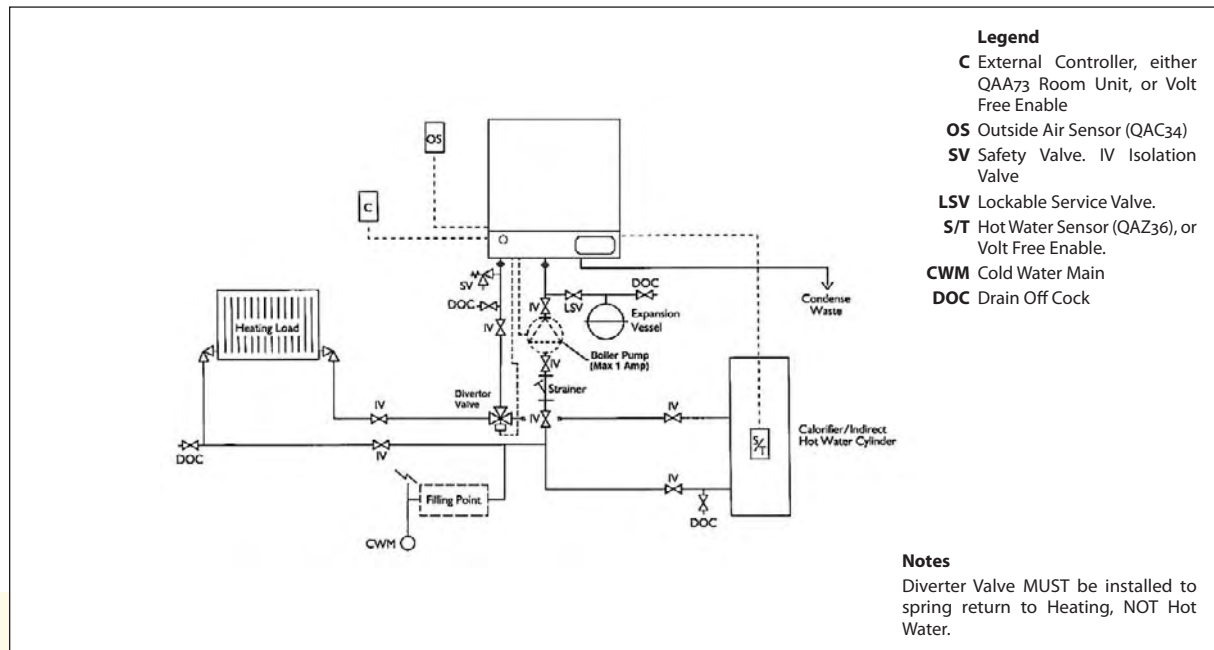 Legend
C External Controller, either
QAA73 Room Unit, or Volt
Free Enable
OS Outside Air Sensor (QAC34)
SV Safety Valve. IV Isolation
Valve
LSV Lockable Service Valve.
S/T Hot Water Sensor (QAZ36), or
Volt Free Enable.
CWM Cold Water Main
DOC Drain Off Cock
OS
C
SV
DOC
IV
IV
LSV
DOC
Expansion
Vessel
Condense
Waste
Heating Load
Boiler Pump
(Max 1 Amp)
IV
Strainer
Divertor
Valve
IV
IV
IV
S/T
Calorifier/Indirect
Hot Water Cylinder
DOC
IV
IV
DOC
Filling Point
CWM
Notes
Diverter Valve MUST be installed to
spring return to Heating, NOT Hot
Water.